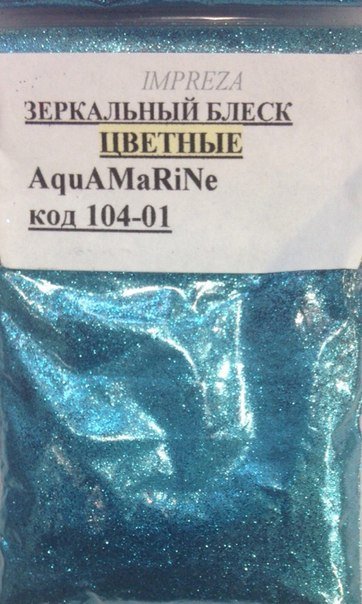 IMPREZA
ЗЕРКАЛЬНЫЙ БЛЕСК
ЦВЕТНЫЕ
AquAMaRiNe
код 104-01